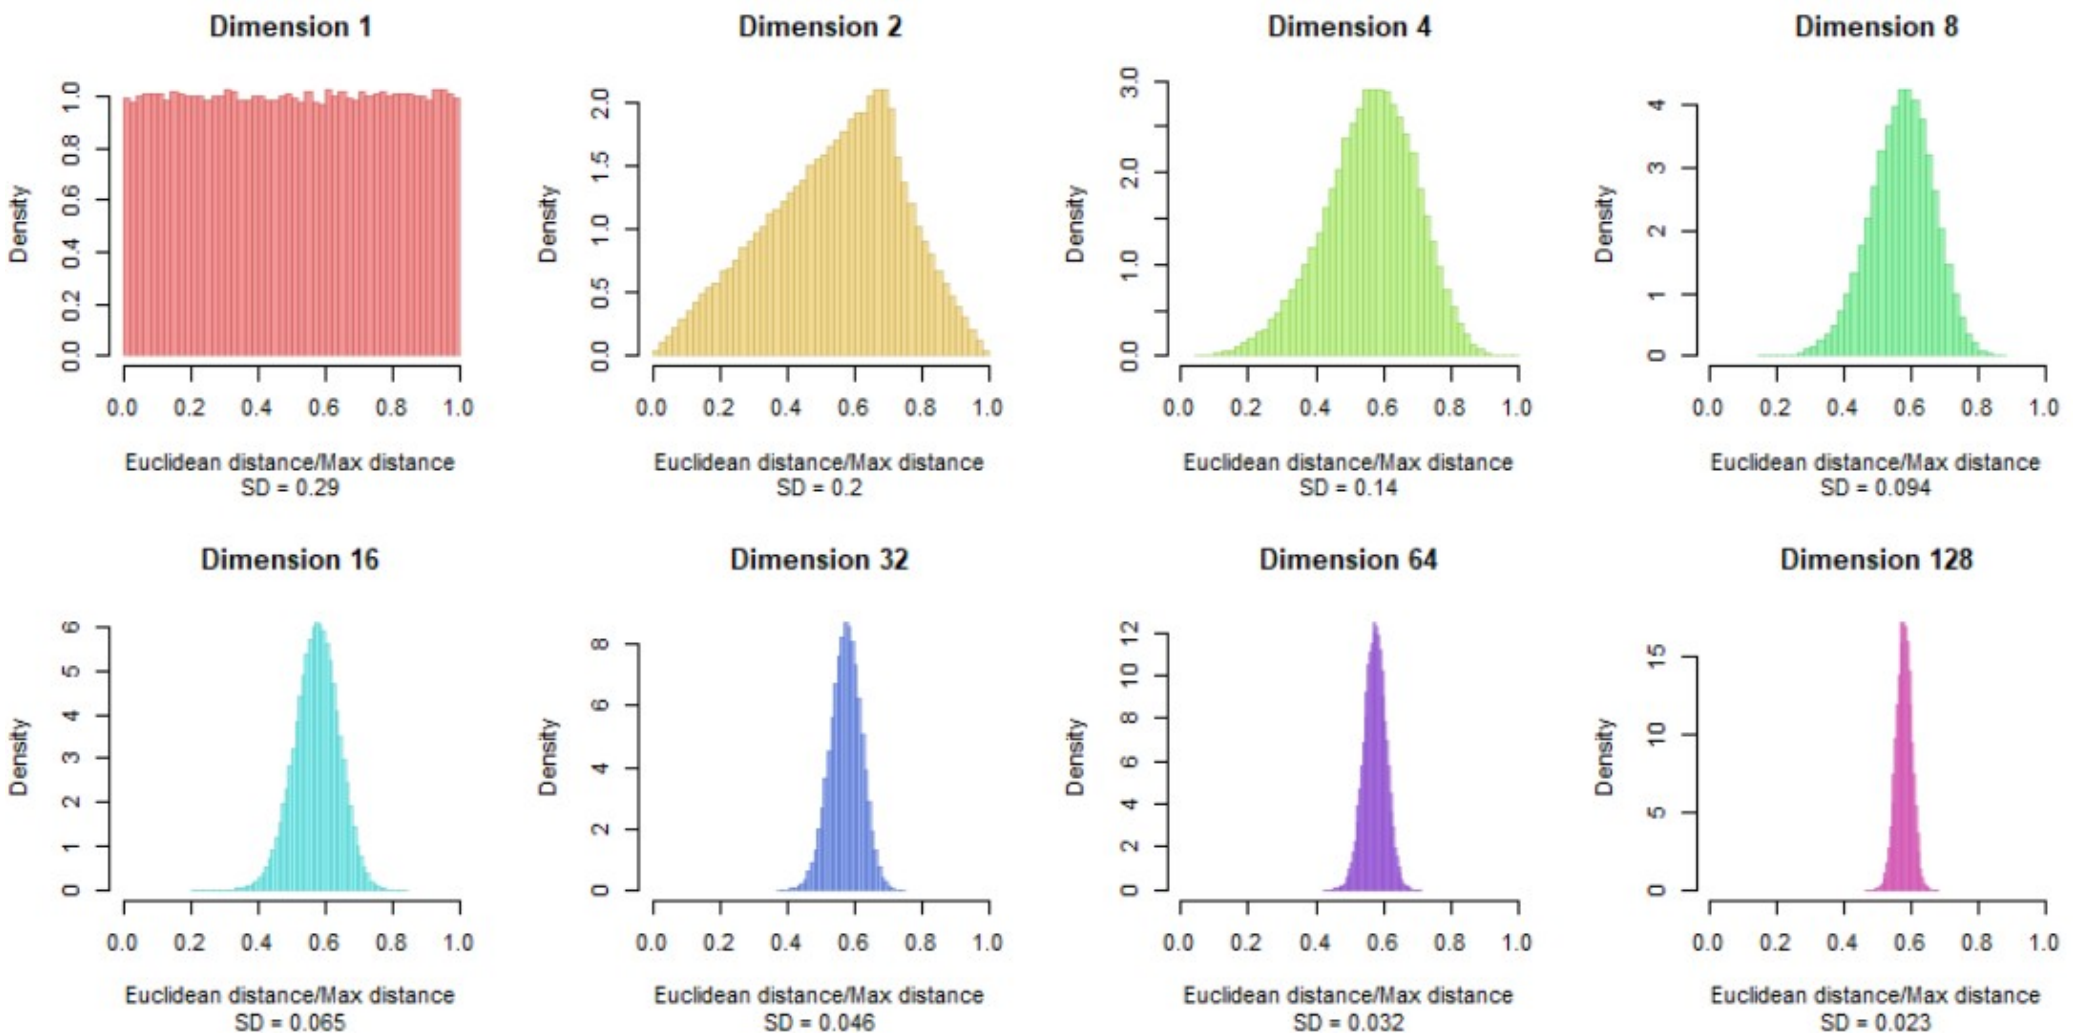 Dimension 1
Density
0.0 0.2 0.4 0.6 0.8 1.0
0.0 0.2 0.4 0.6 0.8 1.0
Euclidean distance/Max distance
SD = 0.29
Dimension 2
Density
0.0 0.5 1.0 1.5 2.0
0.0 0.2 0.4 0.6 0.8 1.0
Euclidean distance/Max distance
SD = 0.2
Dimension 4
Density
0.0 1.0 2.0 3.0
0.0 0.2 0.4 0.6 0.8 1.0
Euclidean distance/Max distance
SD = 0.14
Dimension 8
Density
0 1 2 3 4
0.0 0.2 0.4 0.6 0.8 1.0
Euclidean distance/Max distance
SD = 0.094
Dimension 16
Density
0 1 2 3 4 5 6
0.0 0.2 0.4 0.6 0.8 1.0
Euclidean distance/Max distance
SD = 0.065
Dimension 32
Density
0 2 4 6 8
0.0 0.2 0.4 0.6 0.8 1.0
Euclidean distance/Max distance
SD = 0.046
Dimension 64
Density
0 2 4 6 8 10 12
0.0 0.2 0.4 0.6 0.8 1.0
Euclidean distance/Max distance
SD = 0.032
Dimension 128
Density
0 5 10 15
0.0 0.2 0.4 0.6 0.8 1.0
Euclidean distance/Max distance
SD = 0.023